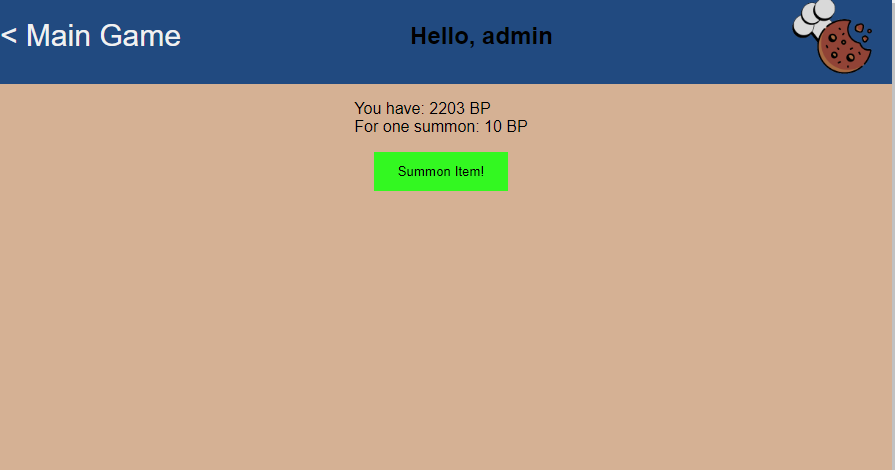 < Main Game
Hello, admin
You have: 2203 BP
For one summon: 10 BP
Summon Item!